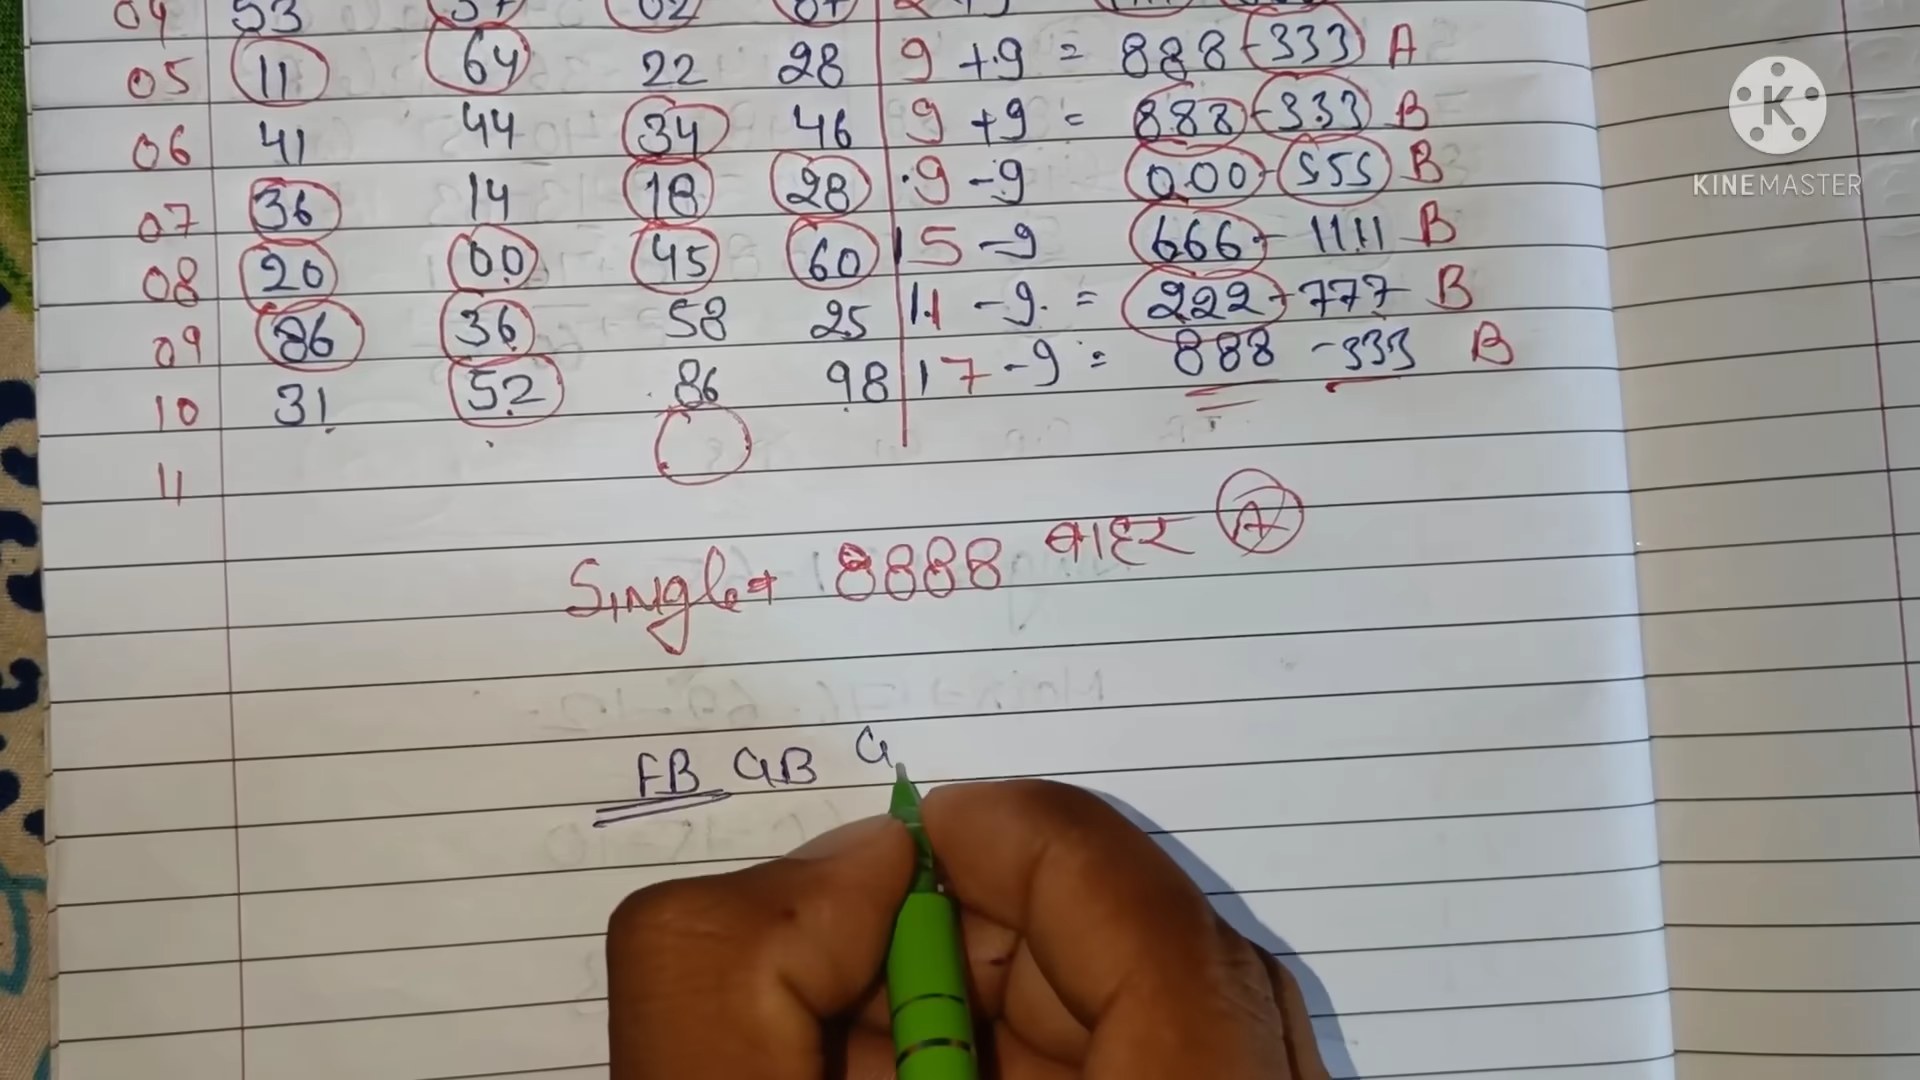 04 53
05 11 64 22 28 9 +9 = 888-333 A
06 41 44 34 46 9 +9 = 888-333 B
07 36 14 18 28 9 -9 000-555 B
08 20 00 45 60 15 -9 666- 1111 B
09 86 36 58 25 11 -9 = 222-777 B
10 31 52 86 98 17 -9 = 888 -333 B
11
Single 8888 बाहर A
FB GB G
K
KINEMASTER